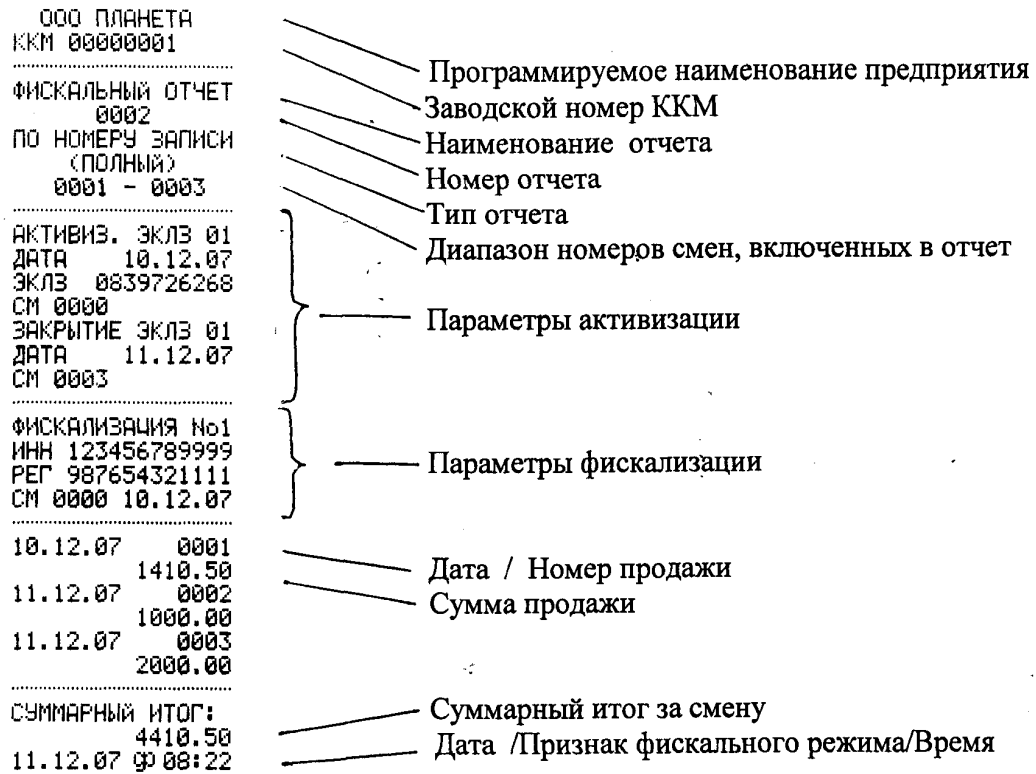 ООО ПЛАНЕТА
ККМ 00000001
ФИСКАЛЬНЫЙ ОТЧЕТ
0002
ПО НОМЕРУ ЗАПИСИ
(ПОЛНЫЙ)
0001 - 0003
АКТИВИЗ. ЭКЛЗ 01
ДАТА 10.12.07
ЭКЛЗ 0839726268
СМ 0000
ЗАКРЫТИЕ ЭКЛЗ 01
ДАТА 11.12.07
СМ 0003
ФИСКАЛИЗАЦИЯ No1
ИНН 123456789999
РЕГ 987654321111
СМ 0000 10.12.07
10.12.07 0001
1410.50
11.12.07 0002
1000.00
11.12.07 0003
2000.00
СУММАРНЫЙ ИТОГ:
4410.50
11.12.07 ф 08:22
Программируемое наименование предприятия
Заводской номер ККМ
Наименование отчета
Номер отчета
Тип отчета
Диапазон номеров смен, включенных в отчет
Параметры активизации
Параметры фискализации
Дата / Номер продажи
Сумма продажи
Суммарный итог за смену
Дата /Признак фискального режима/Время